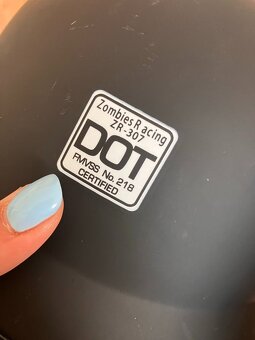 Zombies Racing
ZR-307
DOT
FMVSS No. 218
CERTIFIED